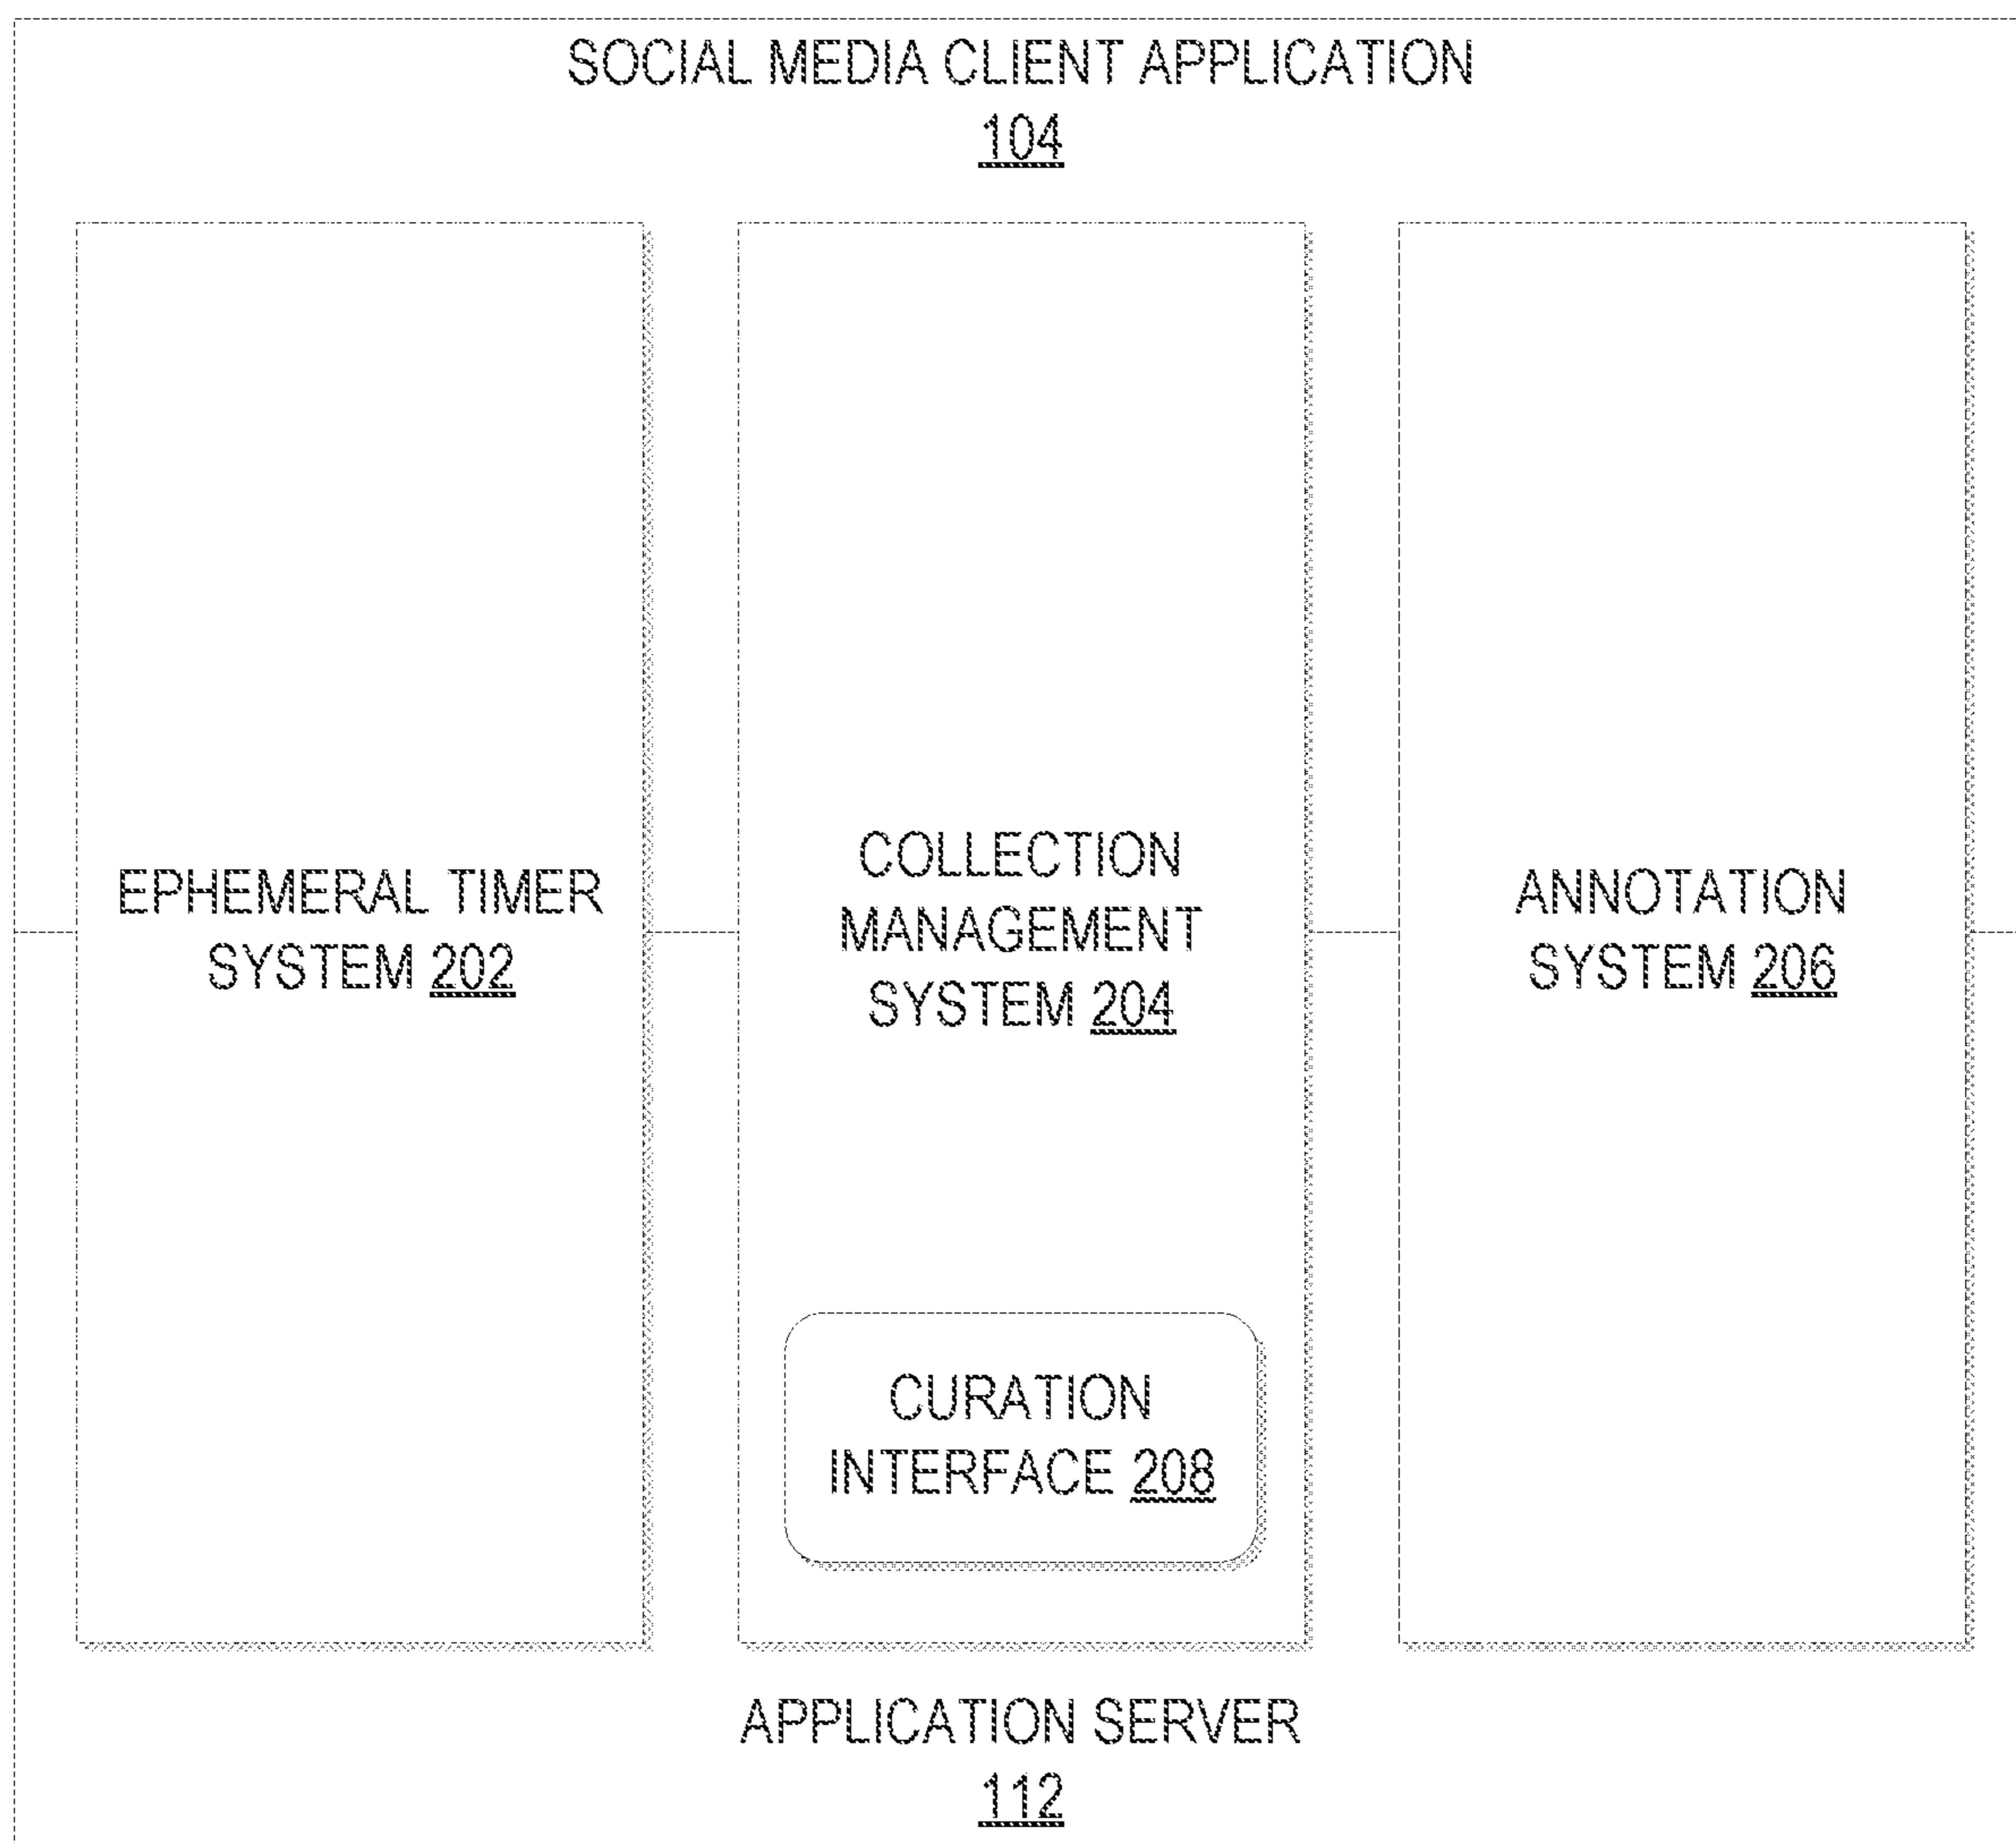 SOCIAL MEDIA CLIENT APPLICATION
104
EPHEMERAL TIMER
SYSTEM 202
COLLECTION
MANAGEMENT
SYSTEM 204
ANNOTATION
SYSTEM 206
CURATION
INTERFACE 208
APPLICATION SERVER
112